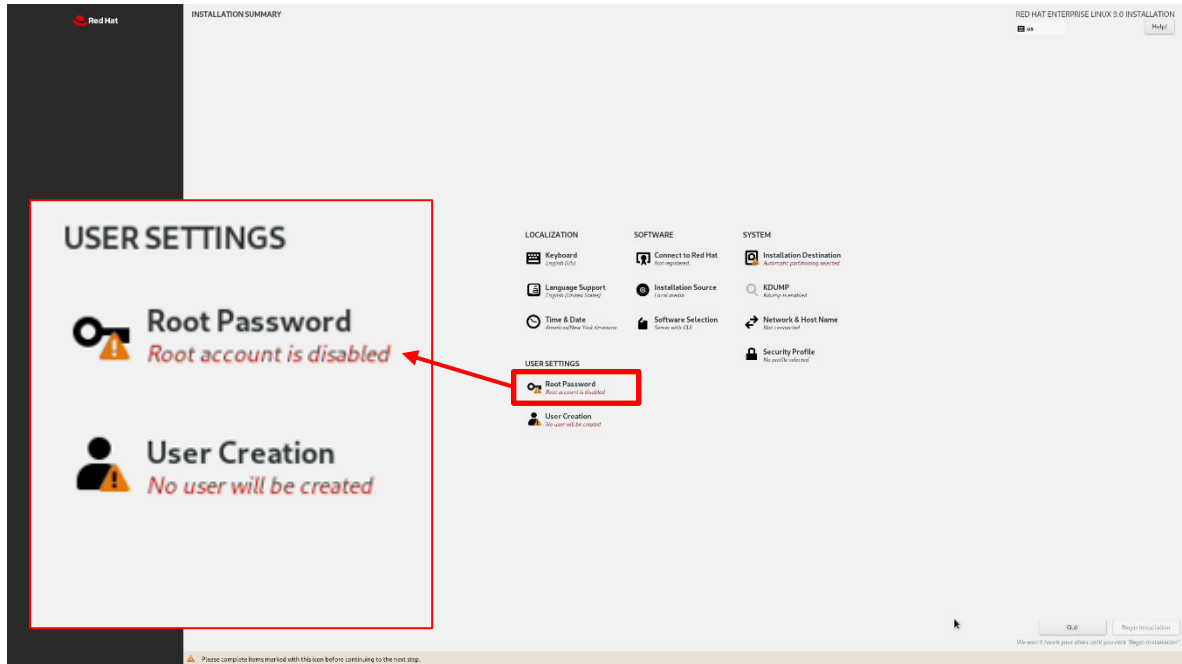 Red Hat
INSTALLATION SUMMARY
RED HAT ENTERPRISE LINUX 9.0 INSTALLATION
us
Help!
USER SETTINGS
Root Password
Root account is disabled
User Creation
No user will be created
LOCALIZATION
Keyboard
English (US)
Language Support
English (United States)
Time & Date
Americas/New York timezone
SOFTWARE
Connect to Red Hat
Not registered.
Installation Source
Local media
Software Selection
Server with GUI
SYSTEM
Installation Destination
Automatic partitioning selected
KDUMP
Kdump is enabled
Network & Host Name
Not connected
Security Profile
No profile selected
USER SETTINGS
Root Password
Root account is disabled
User Creation
No user will be created
Quit
Begin Installation
We won't touch your disks until you click 'Begin Installation'.
Please complete items marked with this icon before continuing to the next step.